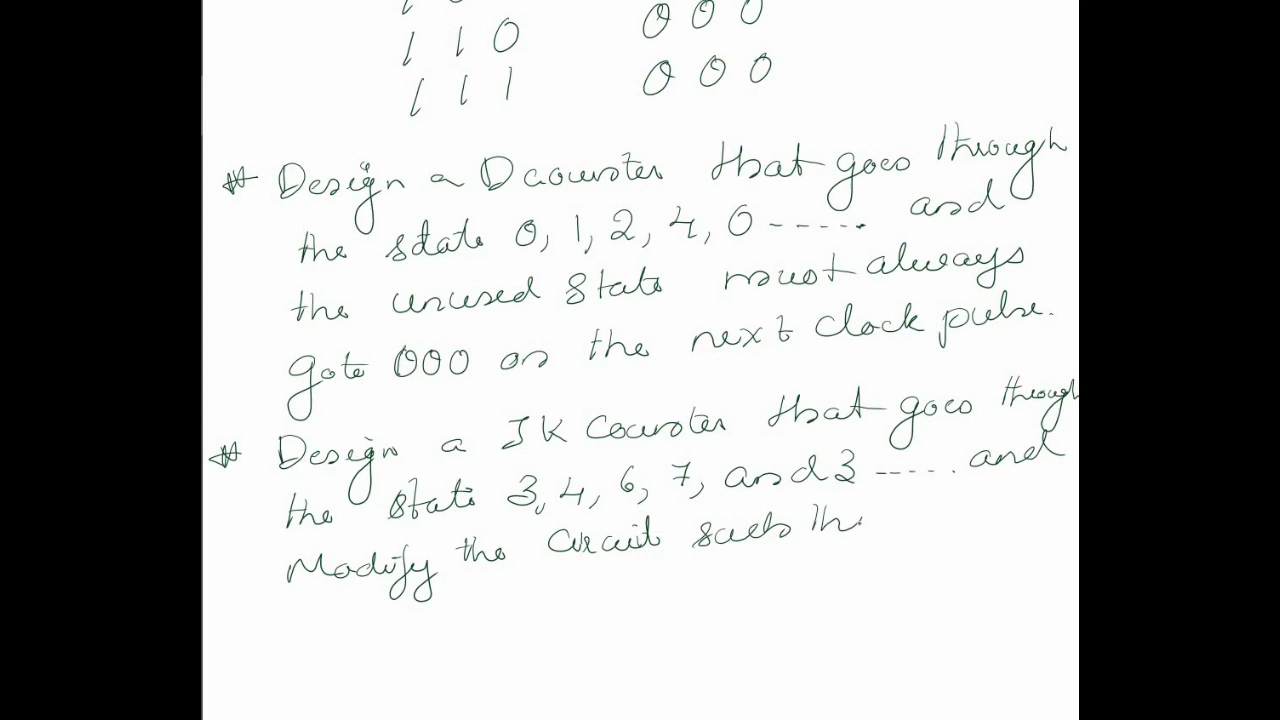 1 1 0 0 0 0
1 1 1 0 0 0
* Design a D counter that goes through
the state 0, 1, 2, 4, 0 ------ and
the unused state must always
goto 000 on the next clock pulse.
* Design a JK Counter that goes through
the state 3, 4, 6, 7, and 3 ----- and
Modify the Circuit such th